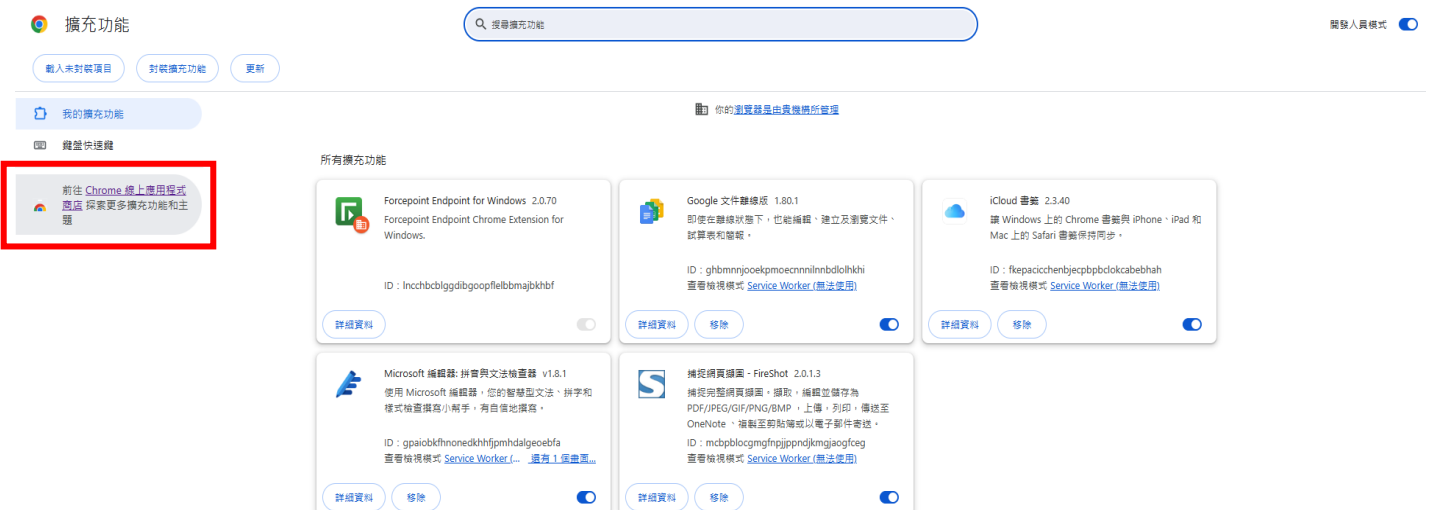 擴充功能
搜尋擴充功能
開發人員模式
載入未封裝項目
封裝擴充功能
更新
我的擴充功能
鍵盤快速鍵
前往 Chrome 線上應用程式
商店 探索更多擴充功能和主
題
你的瀏覽器是由貴機構所管理
所有擴充功能
Forcepoint Endpoint for Windows 2.0.70
Forcepoint Endpoint Chrome Extension for
Windows.
ID:lncchbcblggdibgoopflelbbmajbkhbf
詳細資料
Google 文件離線版 1.80.1
即使在離線狀態下,也能編輯、建立及瀏覽文件、
試算表和簡報。
ID:ghbmnnjooekpmoecnnnilnnbdlolhkhi
查看檢視模式 Service Worker (無法使用)
詳細資料
移除
iCloud 書籤 2.3.40
讓 Windows 上的 Chrome 書籤與 iPhone、iPad 和
Mac 上的 Safari 書籤保持同步。
ID:fkepacicchenbjecpbpbclokcabebhah
查看檢視模式 Service Worker (無法使用)
詳細資料
移除
Microsoft 編輯器: 拼音與文法檢查器 v1.8.1
使用 Microsoft 編輯器,您的智慧型文法、拼字和
樣式檢查撰寫小幫手,有自信地撰寫。
ID:gpaiobkfhnonedkhhfjpmhdalgeoebfa
查看檢視模式 Service Worker (... 還有 1 個畫面...
詳細資料
移除
捕捉網頁擷圖 - FireShot 2.0.1.3
捕捉完整網頁擷圖。擷取,編輯並儲存為
PDF/JPEG/GIF/PNG/BMP ,上傳,列印,傳送至
OneNote 、複製至剪貼簿或以電子郵件寄送。
ID:mcbpblocgmgfnpjjppndjkmgjaogfceg
查看檢視模式 Service Worker (無法使用)
詳細資料
移除